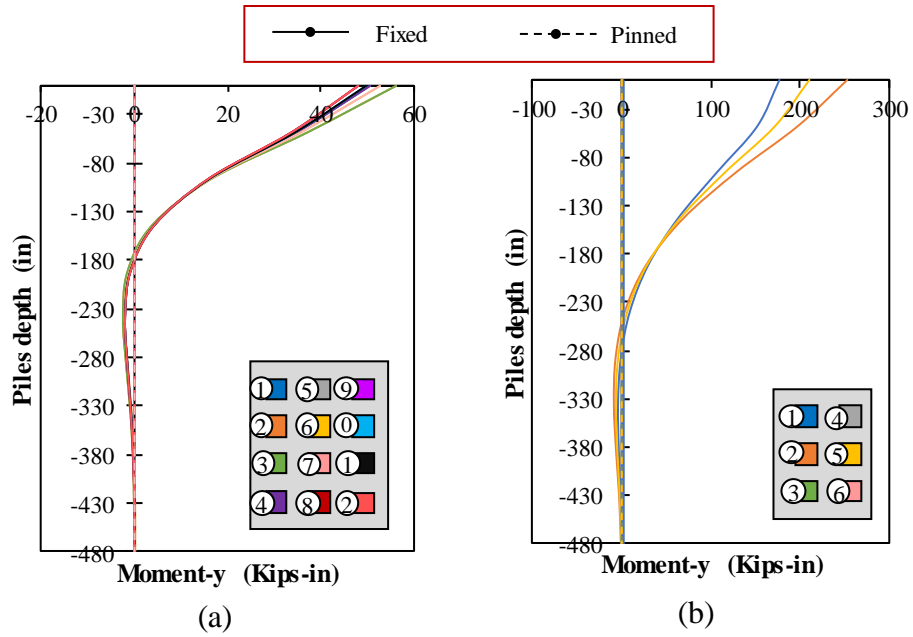 Fixed Pinned
-20 0 20 40 60
-30
-80
-130
-180
-230
-280
-330
-380
-430
-480
Piles depth (in)
1 5 9
2 6 0
3 7 1
4 8 2
Moment-y (Kips-in)
(a)
-100 0 100 200 300
-30
-80
-130
-180
-230
-280
-330
-380
-430
-480
Piles depth (in)
1 4
2 5
3 6
Moment-y (Kips-in)
(b)